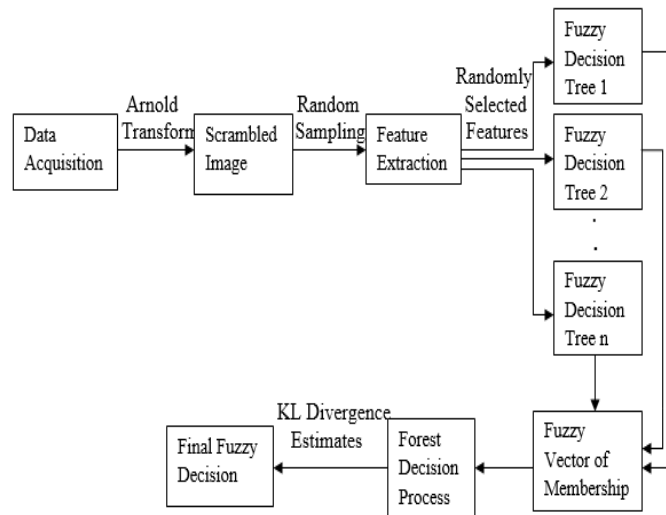 Data
Acquisition
Arnold
Transform
Scrambled
Image
Random
Sampling
Feature
Extraction
Randomly
Selected
Features
Fuzzy
Decision
Tree 1
Fuzzy
Decision
Tree 2
.
.
Fuzzy
Decision
Tree n
Fuzzy
Vector of
Membership
Forest
Decision
Process
KL Divergence
Estimates
Final Fuzzy
Decision